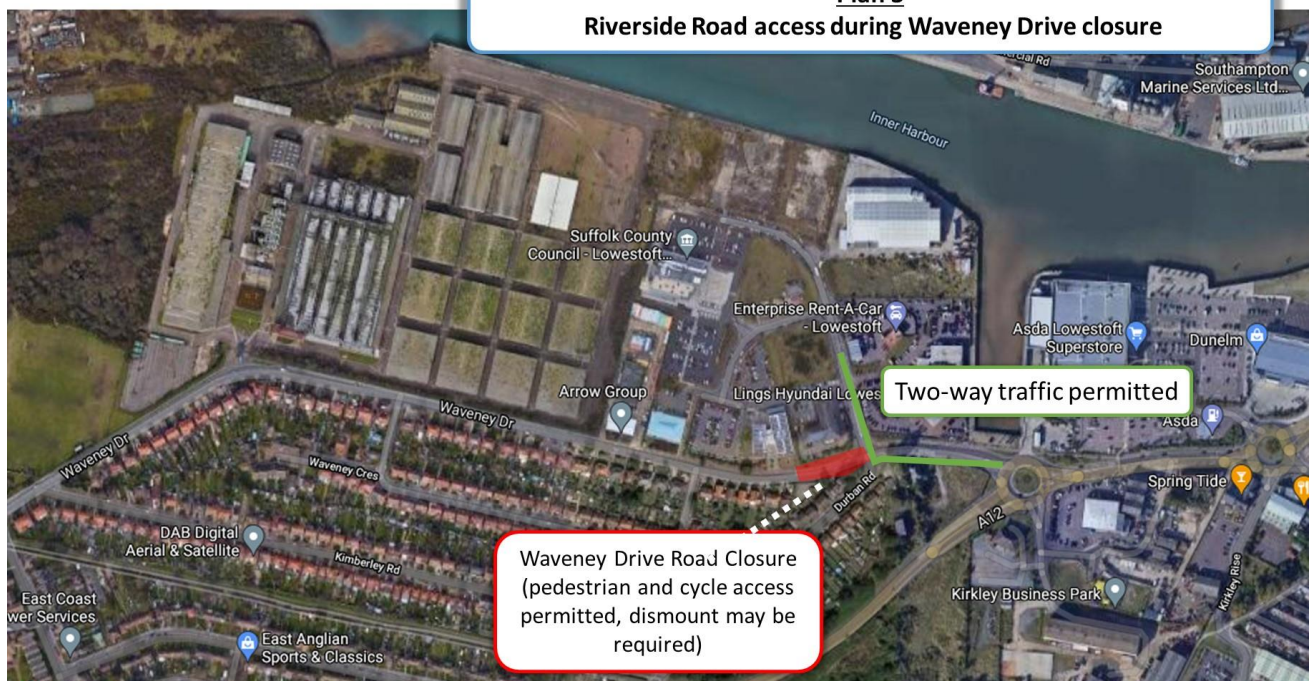 Plan 3
Riverside Road access during Waveney Drive closure
Southampton
Marine Services Ltd...
Inner Harbour
Suffolk County
Council - Lowestoft...
Enterprise Rent-A-Car
- Lowestoft
Asda Lowestoft
Superstore
Dunelm
Arrow Group
Lings Hyundai Lowes
Two-way traffic permitted
Asda
Waveney Dr
Waveney Dr
Waveney Cres
Durban Rd
Spring Tide
A12
DAB Digital
Aerial & Satellite
Kimberley Rd
Waveney Drive Road Closure
(pedestrian and cycle access
permitted, dismount may be
required)
Kirkley Business Park
Kirkley Rise
East Coast
wer Services
East Anglian
Sports & Classics